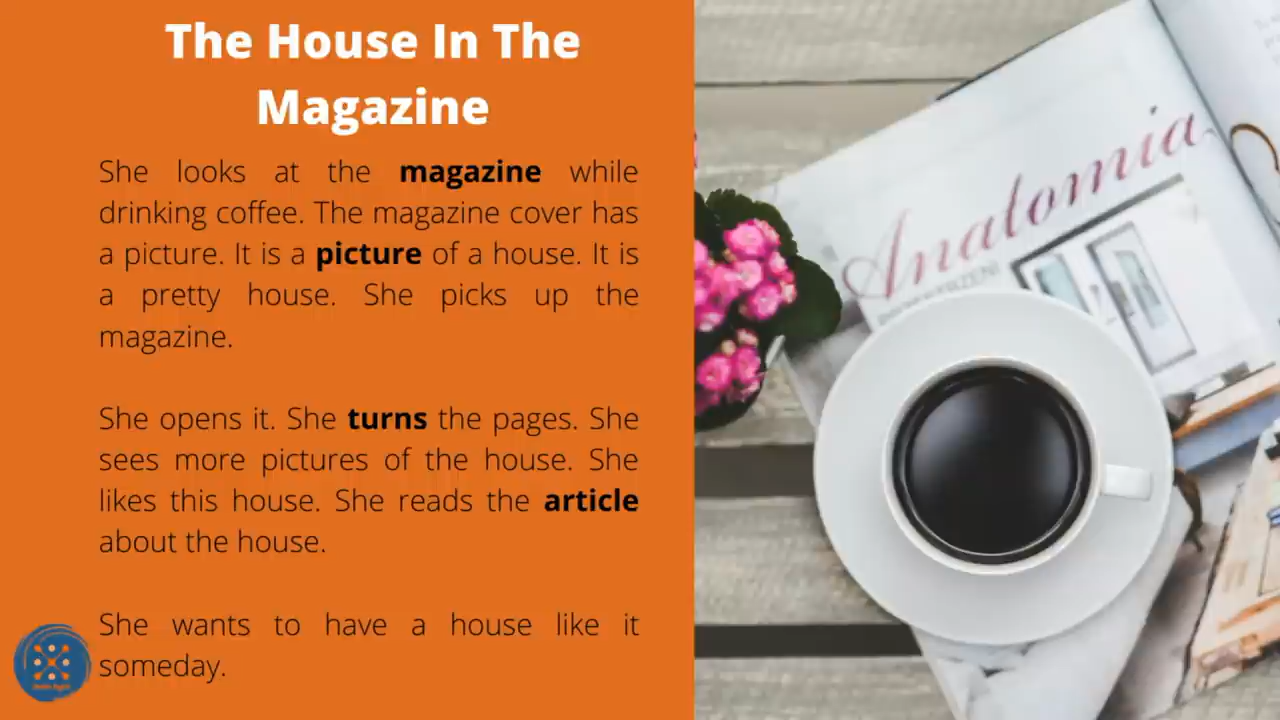 The House In The
Magazine
She looks at the magazine while
drinking coffee. The magazine cover has
a picture. It is a picture of a house. It is
a pretty house. She picks up the
magazine.
She opens it. She turns the pages. She
sees more pictures of the house. She
likes this house. She reads the article
about the house.
She wants to have a house like it
someday.
Anatomia